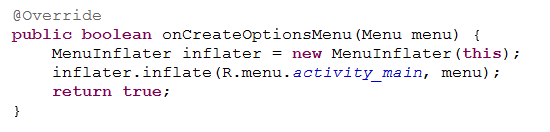 @Override
public boolean onCreateOptionsMenu(Menu menu) {
    MenuInflater inflater = new MenuInflater(this);
    inflater.inflate(R.menu.activity_main, menu);
    return true;
}